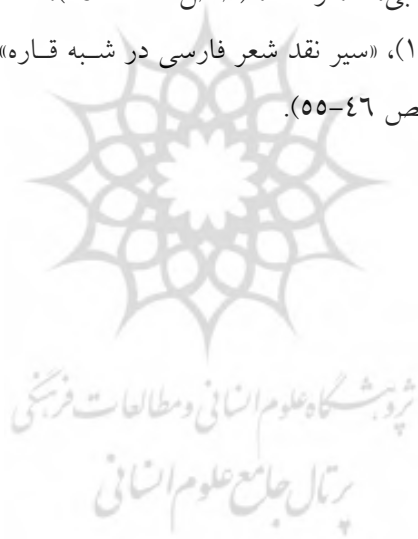 ۱)، «سیر نقد شعر فارسی در شبه قاره»
ص ٤٦-٥٥).
پژوهشگاه علوم انسانی و مطالعات فرهنگی
پرتال جامع علوم انسانی